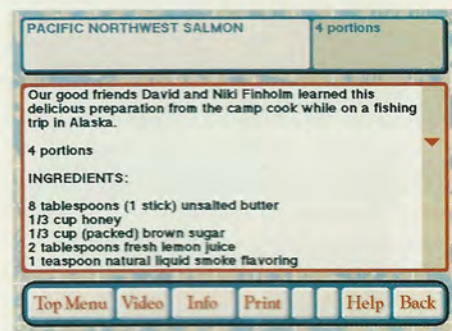 PACIFIC NORTHWEST SALMON
4 portions
Our good friends David and Niki Finholm learned this
delicious preparation from the camp cook while on a fishing
trip in Alaska.
4 portions
INGREDIENTS:
8 tablespoons (1 stick) unsalted butter
1/3 cup honey
1/3 cup (packed) brown sugar
2 tablespoons fresh lemon juice
1 teaspoon natural liquid smoke flavoring
Top Menu Video Info Print Help Back